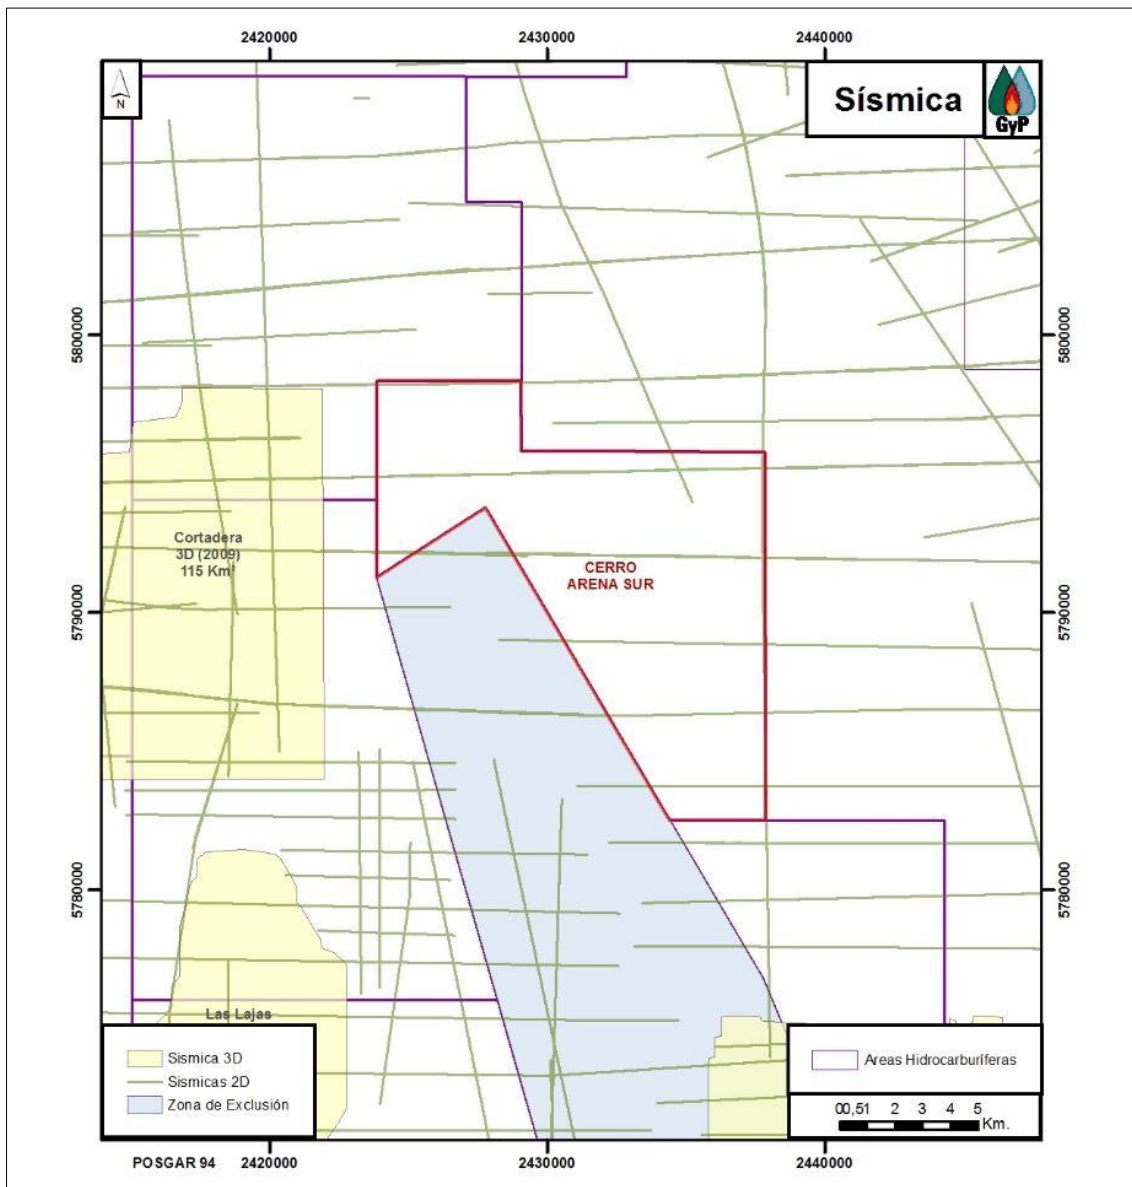 2420000 2430000 2440000
N
Sísmica
GyP
5800000 5800000
Cortadera
3D (2009)
115 Km²
CERRO
ARENA SUR
5790000 5790000
5780000 5780000
Las Lajas
Sismica 3D
Sismicas 2D
Zona de Exclusión
Areas Hidrocarburíferas
00,51 2 3 4 5
Km.
POSGAR 94 2420000 2430000 2440000